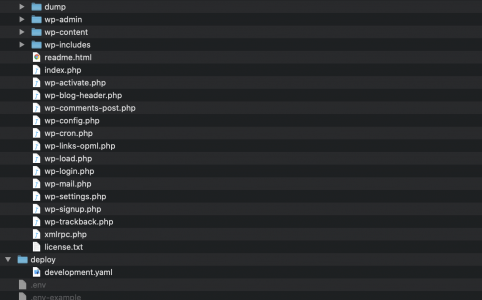 dump
wp-admin
wp-content
wp-includes
readme.html
index.php
wp-activate.php
wp-blog-header.php
wp-comments-post.php
wp-config.php
wp-cron.php
wp-links-opml.php
wp-load.php
wp-login.php
wp-mail.php
wp-settings.php
wp-signup.php
wp-trackback.php
xmlrpc.php
license.txt
deploy
development.yaml
.env
.env-example